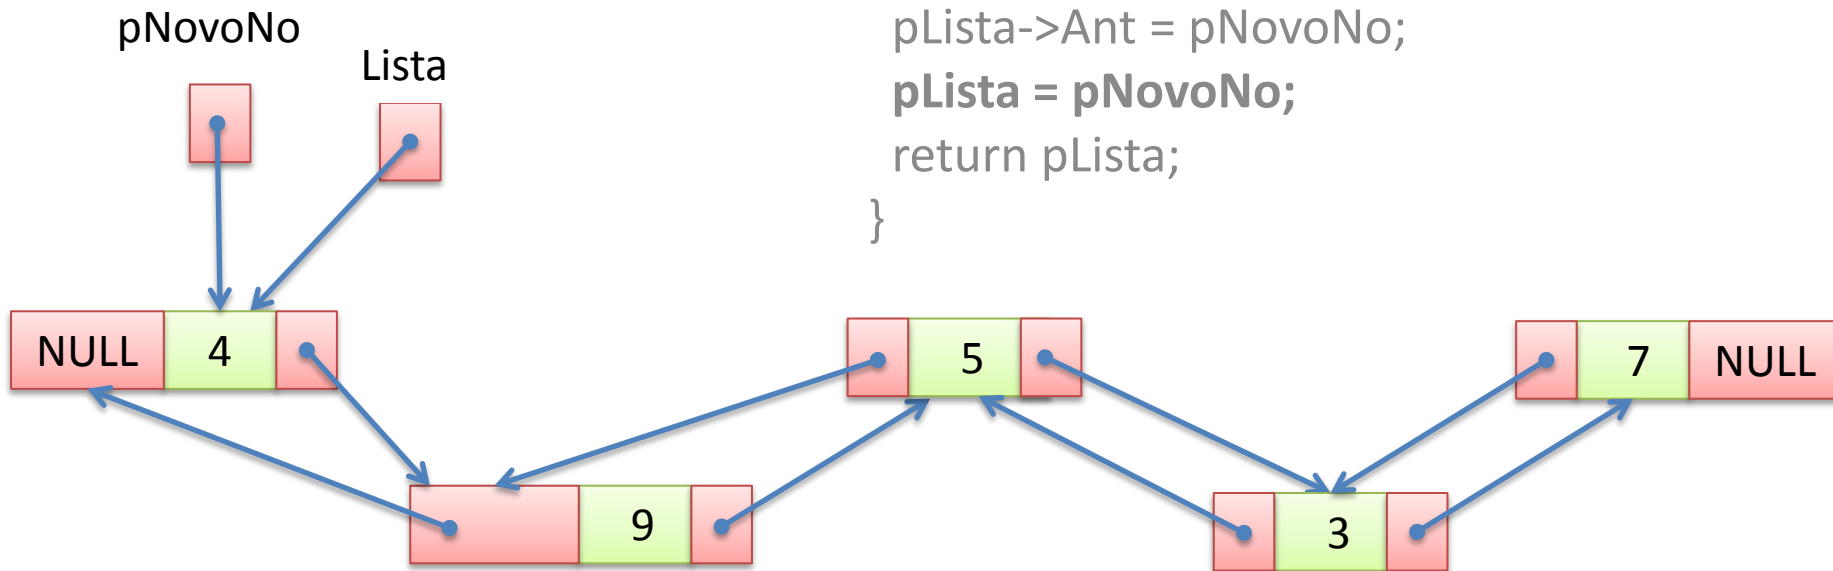 pNovoNo
Lista
pLista->Ant = pNovoNo;
pLista = pNovoNo;
return pLista;
}
NULL 4
5
7 NULL
9
3